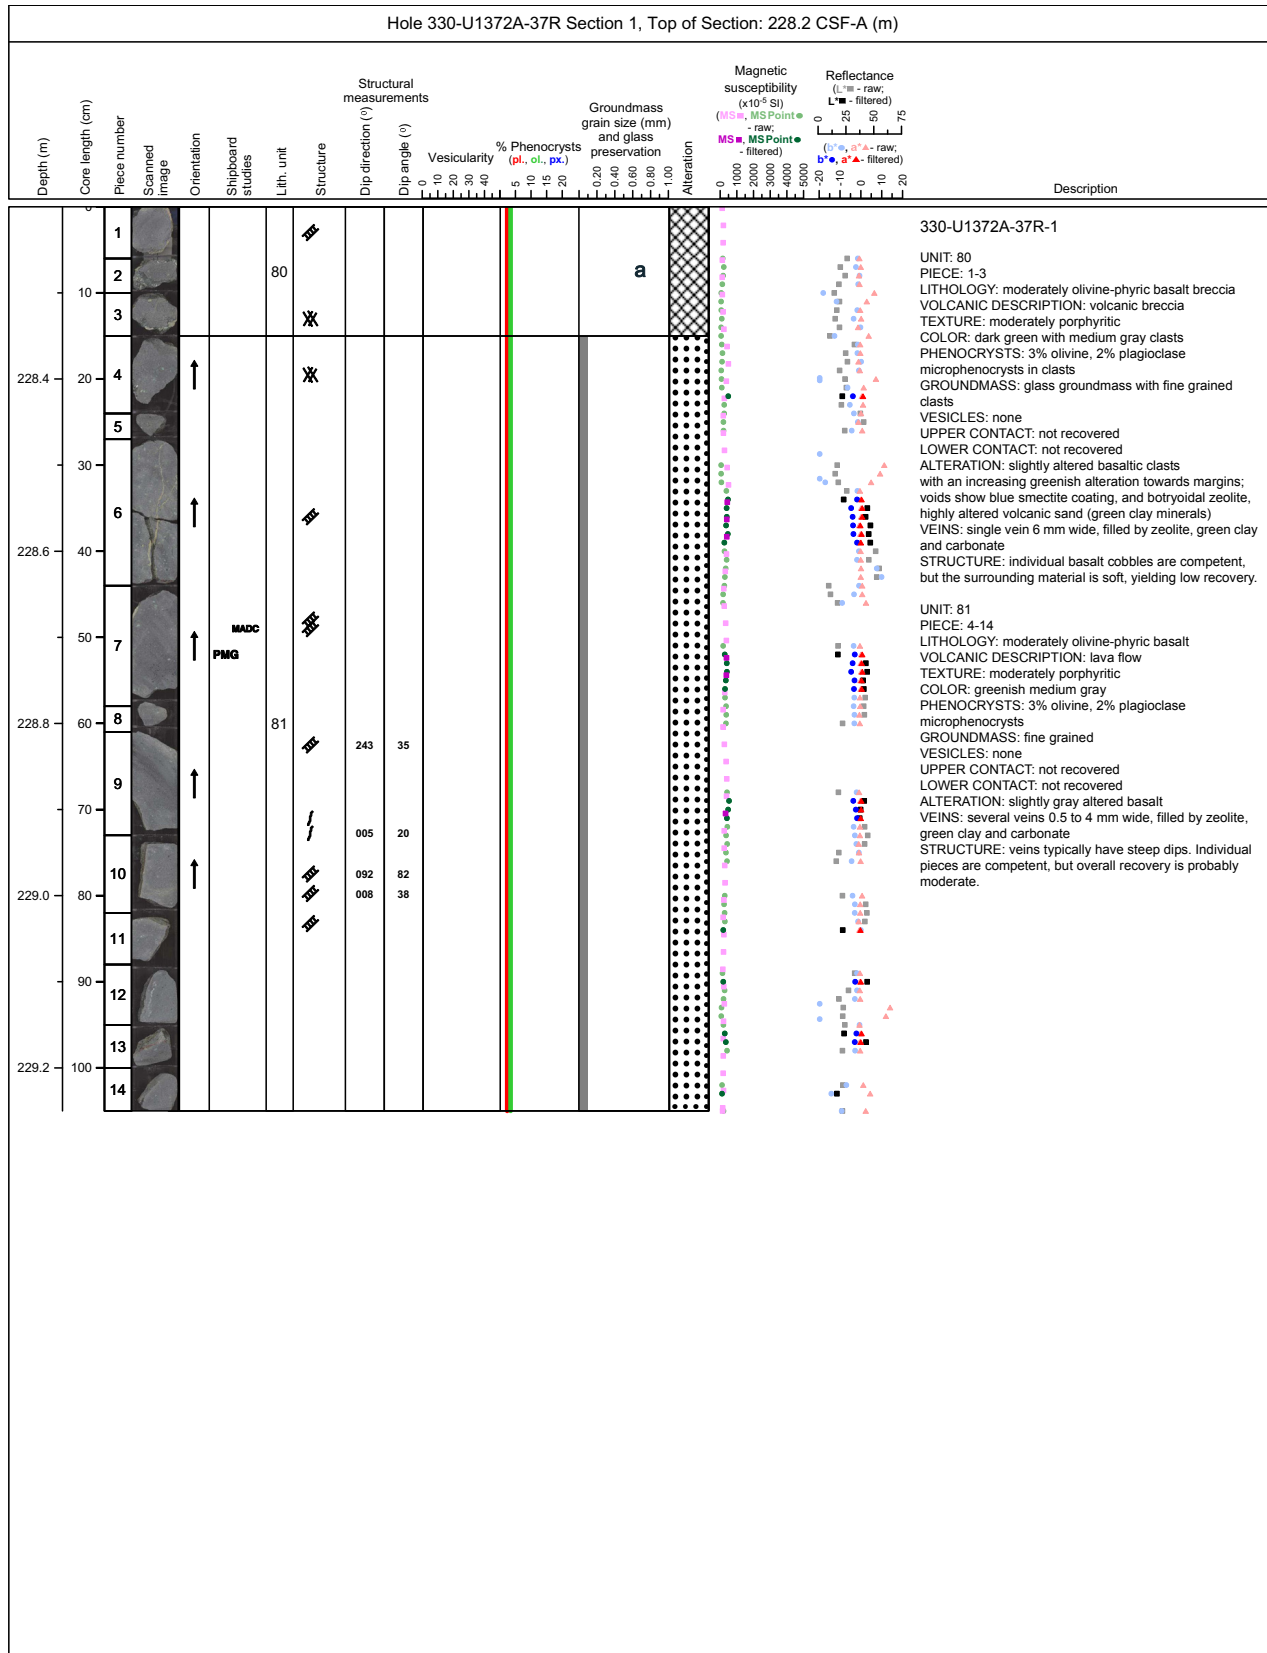 Hole 330-U1372A-37R Section 1, Top of Section: 228.2 CSF-A (m)
Depth (m)
Core length (cm)
Piece number
Scanned
image
Orientation
Shipboard
studies
Lith. unit
Structure
Structural
measurements
Dip direction (º)
Dip angle (º)
Vesicularity
0 10 20 30 40
% Phenocrysts
(pl., ol., px.)
5 10 15 20
Groundmass
grain size (mm)
and glass
preservation
0.20 0.40 0.60 0.80 1.00
Alteration
Magnetic
susceptibility
(x10-5 SI)
(MS■, MSPoint●
- raw;
MS■, MSPoint●
- filtered)
0 1000 2000 3000 4000 5000
Reflectance
(L*■ - raw;
L*■ - filtered)
0 25 50 75
(b*●, a*▲- raw;
b*●, a*▲- filtered)
-20 -10 0 10 20
Description
228.4
228.6
228.8
229.0
229.2
0
10
20
30
40
50
60
70
80
90
100
1
2
3
4
5
6
7
8
9
10
11
12
13
14
MADC
PMG
80
81
243 35
005 20
092 82
008 38
a
330-U1372A-37R-1
UNIT: 80
PIECE: 1-3
LITHOLOGY: moderately olivine-phyric basalt breccia
VOLCANIC DESCRIPTION: volcanic breccia
TEXTURE: moderately porphyritic
COLOR: dark green with medium gray clasts
PHENOCRYSTS: 3% olivine, 2% plagioclase
microphenocrysts in clasts
GROUNDMASS: glass groundmass with fine grained
clasts
VESICLES: none
UPPER CONTACT: not recovered
LOWER CONTACT: not recovered
ALTERATION: slightly altered basaltic clasts
with an increasing greenish alteration towards margins;
voids show blue smectite coating, and botryoidal zeolite,
highly altered volcanic sand (green clay minerals)
VEINS: single vein 6 mm wide, filled by zeolite, green clay
and carbonate
STRUCTURE: individual basalt cobbles are competent,
but the surrounding material is soft, yielding low recovery.
UNIT: 81
PIECE: 4-14
LITHOLOGY: moderately olivine-phyric basalt
VOLCANIC DESCRIPTION: lava flow
TEXTURE: moderately porphyritic
COLOR: greenish medium gray
PHENOCRYSTS: 3% olivine, 2% plagioclase
microphenocrysts
GROUNDMASS: fine grained
VESICLES: none
UPPER CONTACT: not recovered
LOWER CONTACT: not recovered
ALTERATION: slightly gray altered basalt
VEINS: several veins 0.5 to 4 mm wide, filled by zeolite,
green clay and carbonate
STRUCTURE: veins typically have steep dips. Individual
pieces are competent, but overall recovery is probably
moderate.